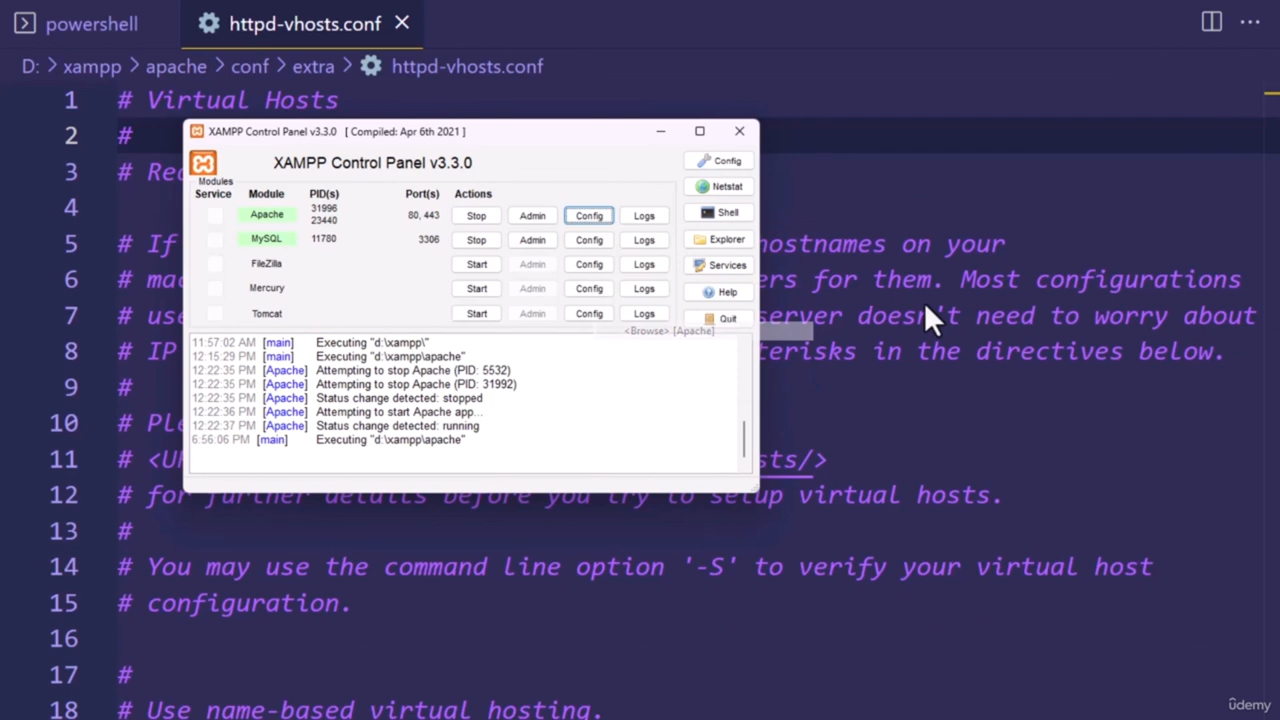 powershell
httpd-vhosts.conf
D: > xampp > apache > conf > extra > httpd-vhosts.conf
1 # Virtual Hosts
2 #
3 #
4
5 # If hostnames on your
6 # for them. Most configurations
7 # server doesn't need to worry about
8 # IP in the directives below.
9 #
10 #
11 #
12 # for further details before you try to setup virtual hosts.
13 #
14 # You may use the command line option '-S' to verify your virtual host
15 # configuration.
16
17 #
18 # Use name-based virtual hosting.
XAMPP Control Panel v3.3.0 [ Compiled: Apr 6th 2021 ]
XAMPP Control Panel v3.3.0
Modules
Service Module PID(s) Port(s) Actions
Apache 31996 23440 80, 443 Stop Admin Config Logs
MySQL 11780 3306 Stop Admin Config Logs
FileZilla Start Admin Config Logs
Mercury Start Admin Config Logs
Tomcat Start Admin Config Logs
Config
Netstat
Shell
Explorer
Services
Help
Quit
<Browse> [Apache]
11:57:02 AM [main] Executing "d:\xampp\"
12:15:29 PM [main] Executing "d:\xampp\apache"
12:22:35 PM [Apache] Attempting to stop Apache (PID: 5532)
12:22:35 PM [Apache] Attempting to stop Apache (PID: 31992)
12:22:35 PM [Apache] Status change detected: stopped
12:22:36 PM [Apache] Attempting to start Apache app...
12:22:37 PM [Apache] Status change detected: running
6:56:06 PM [main] Executing "d:\xampp\apache"
ûdemy